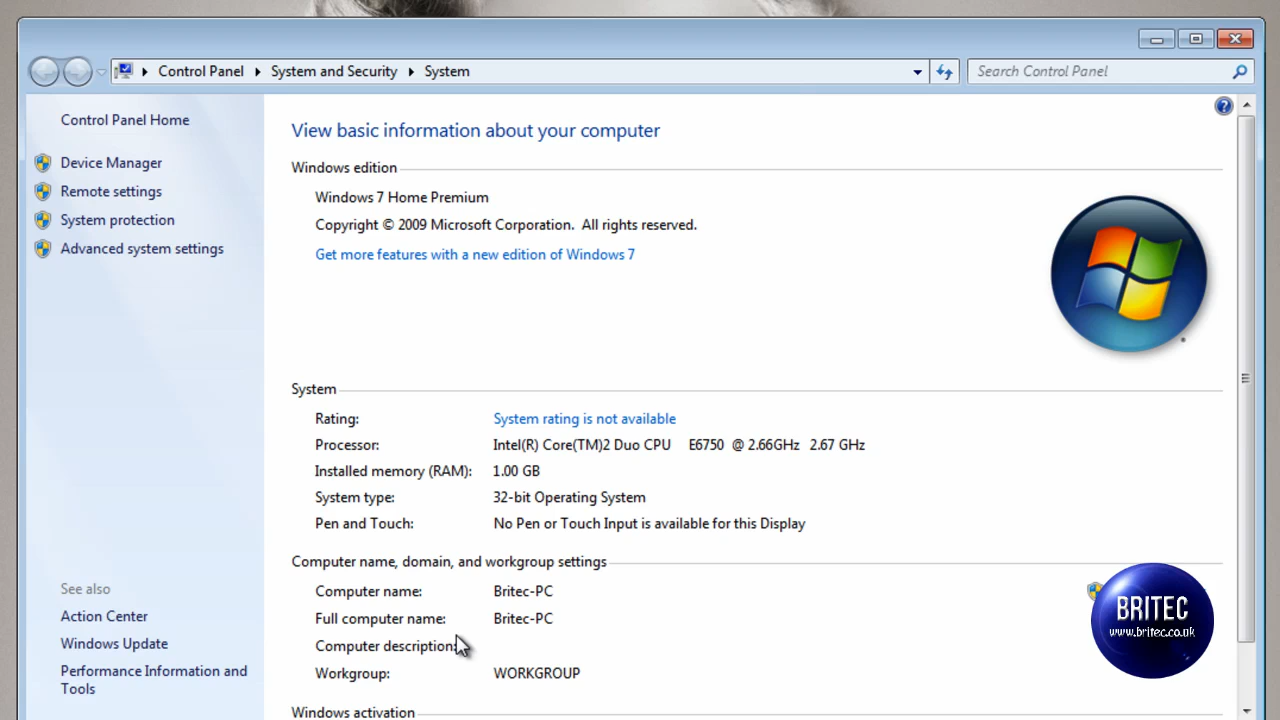 Control Panel ▸ System and Security ▸ System
Search Control Panel
Control Panel Home
Device Manager
Remote settings
System protection
Advanced system settings
See also
Action Center
Windows Update
Performance Information and
Tools
View basic information about your computer
Windows edition
Windows 7 Home Premium
Copyright © 2009 Microsoft Corporation. All rights reserved.
Get more features with a new edition of Windows 7
System
Rating: System rating is not available
Processor: Intel(R) Core(TM)2 Duo CPU E6750 @ 2.66GHz 2.67 GHz
Installed memory (RAM): 1.00 GB
System type: 32-bit Operating System
Pen and Touch: No Pen or Touch Input is available for this Display
Computer name, domain, and workgroup settings
Computer name: Britec-PC
Full computer name: Britec-PC
Computer description:
Workgroup: WORKGROUP
Windows activation
BRITEC
www.britec.co.uk